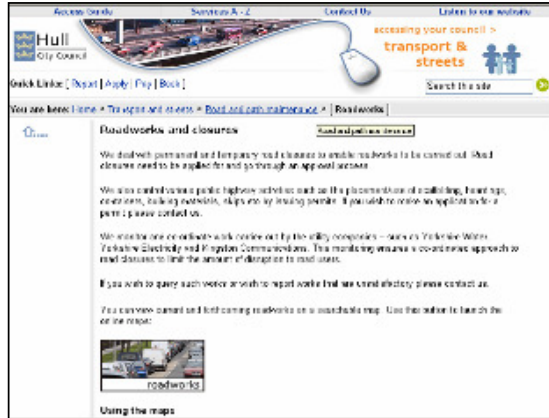 Access Guide Services A - Z Contact Us Listen to our website
Hull
City Council
accessing your council >
transport &
streets
Quick Links: [ Report | Apply | Pay | Book ]
Search this site
You are here: Home * Transport and streets * Road and path maintenance * | Roadworks |
Roadworks and closures
Road and path maintenance
We deal with permanent and temporary road closures to enable roadworks to be carried out. Road
closures need to be applied for and go through an approval process.
We also control various public highway activities such as the placement/use of scaffolding, hoardings,
containers, building materials, skips etc by issuing permits. If you wish to make an application for a
permit please contact us.
We monitor and co-ordinate work carried out by the utility companies – such as Yorkshire Water,
Yorkshire Electricity and Kingston Communications. This monitoring ensures a co-ordinated approach to
road closures to limit the amount of disruption to road users.
If you wish to query such works or wish to report works that are unsatisfactory please contact us.
You can view current and forthcoming roadworks on a searchable map. Use this button to launch the
online maps:
roadworks
Using the maps